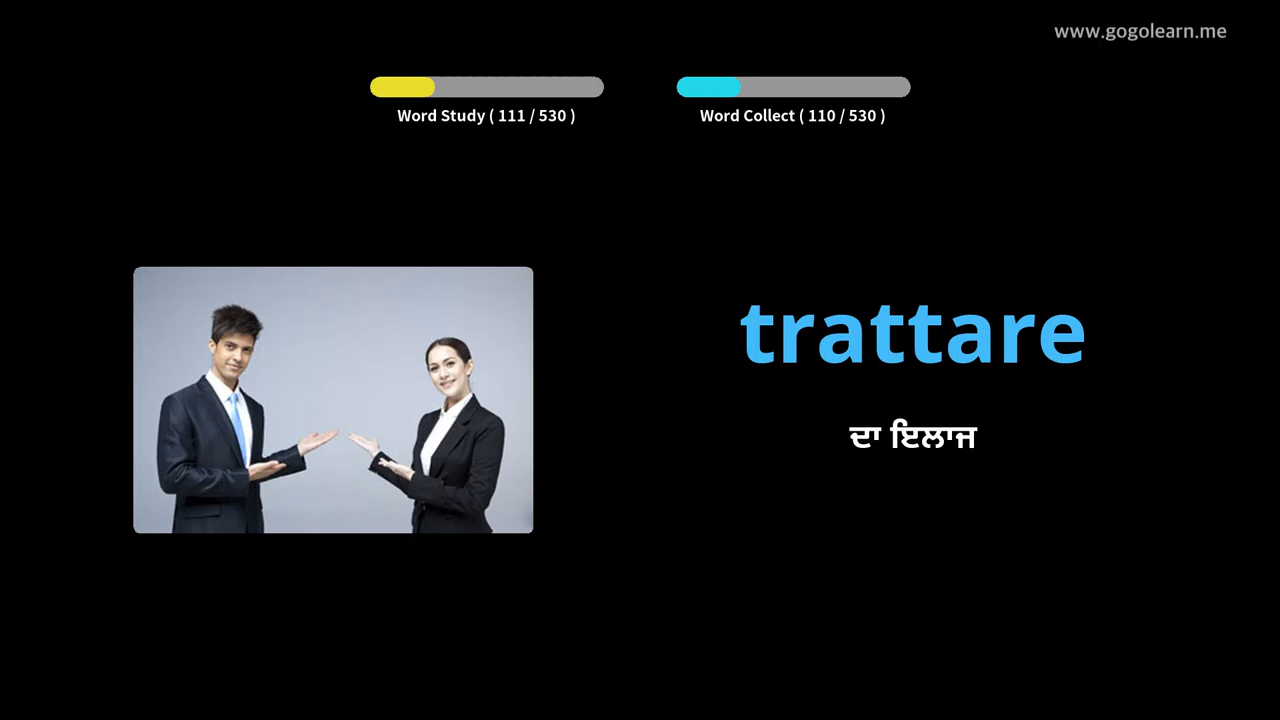 www.gogolearn.me
Word Study ( 111 / 530 )
Word Collect ( 110 / 530 )
trattare
ਦਾ ਇਲਾਜ